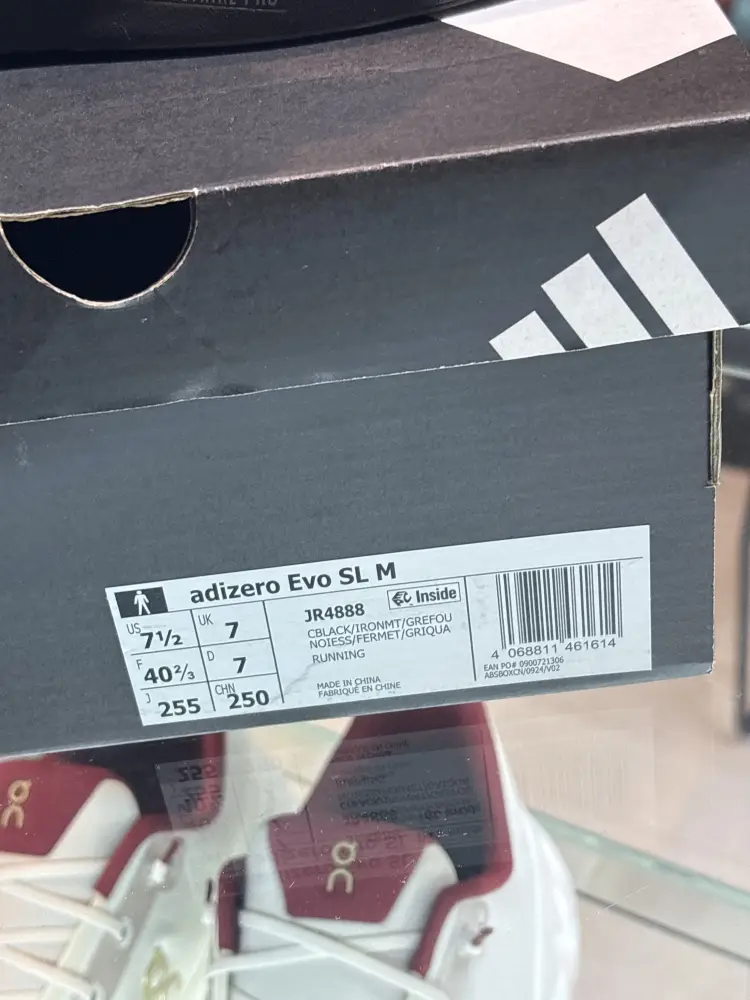 adizero Evo SL M
US 7½
UK 7
F 40⅔
D 7
J 255
CHN 250
JR4888
Inside
CBLACK/IRONMT/GREFOU
NOIESS/FERMET/GRIQUA
RUNNING
MADE IN CHINA
FABRIQUÉ EN CHINE
4 068811 461614
EAN PO# 0900721306
ABSBOXCN/0924/V02